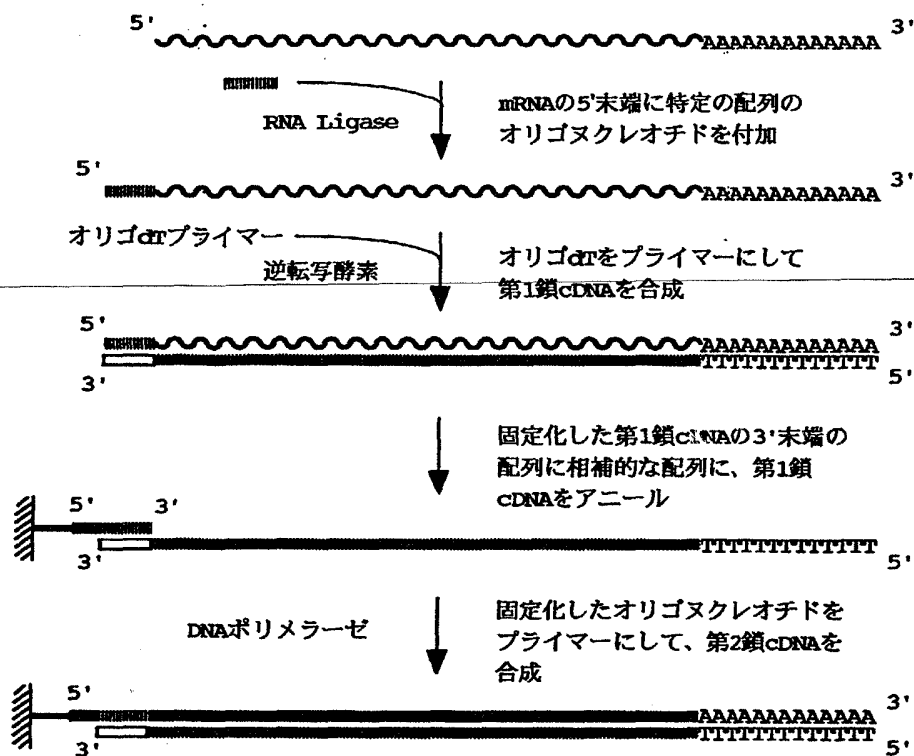 5'
3'
AAAAAAAAAAAAA
RNA Ligase
mRNAの5'末端に特定の配列の
オリゴヌクレオチドを付加
5'
3'
AAAAAAAAAAAAA
オリゴdTプライマー
逆転写酵素
オリゴdTをプライマーにして
第1鎖cDNAを合成
5'
3'
AAAAAAAAAAAAA
TTTTTTTTTTTTT
3'
5'
固定化した第1鎖cDNAの3'末端の
配列に相補的な配列に、第1鎖
cDNAをアニール
5'
3'
TTTTTTTTTTTTT
3'
5'
DNAポリメラーゼ
固定化したオリゴヌクレオチドを
プライマーにして、第2鎖cDNAを
合成
5'
3'
AAAAAAAAAAAAA
TTTTTTTTTTTTT
3'
5'